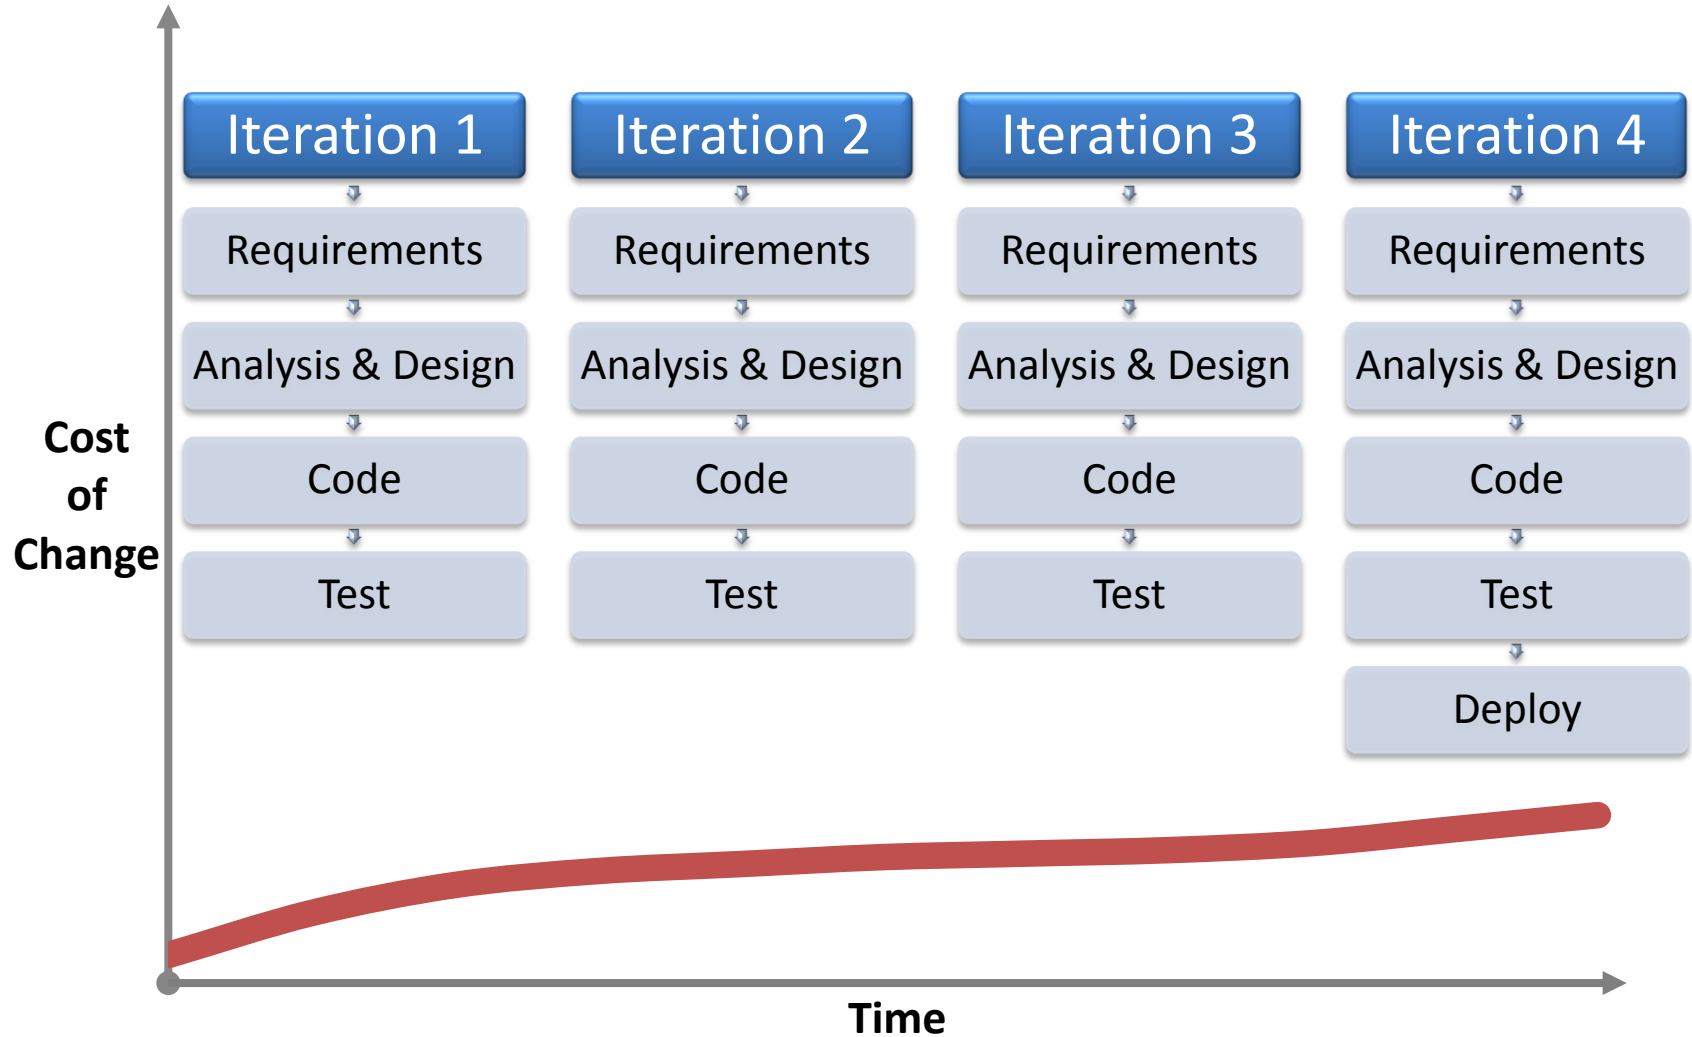 Iteration 1
Iteration 2
Iteration 3
Iteration 4
Requirements
Requirements
Requirements
Requirements
Analysis & Design
Analysis & Design
Analysis & Design
Analysis & Design
Cost
of
Change
Code
Code
Code
Code
Test
Test
Test
Test
Deploy
Time